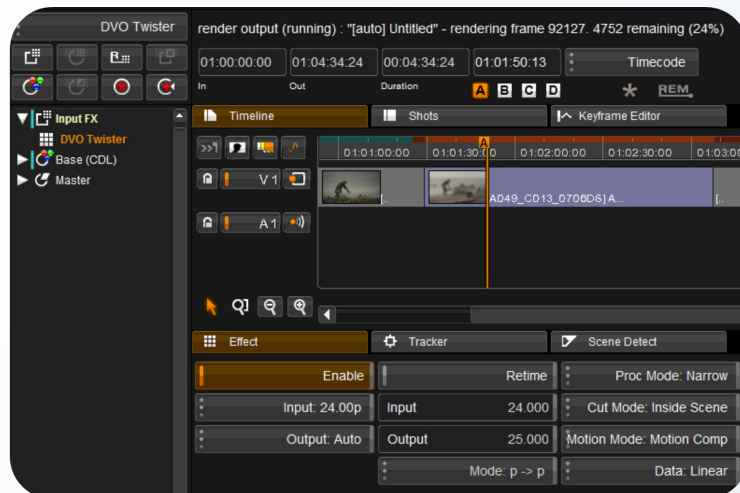 DVO Twister
render output (running) : "[auto] Untitled" - rendering frame 92127. 4752 remaining (24%)
01:00:00:00 01:04:34:24 00:04:34:24 01:01:50:13 Timecode
In Out Duration A B C D REM
Input FX
DVO Twister
Base (CDL)
Master
Timeline Shots Keyframe Editor
A
01:01:00:00 01:01:30:00 01:02:00:00 01:02:30:00 01:03:00
V 1
[.. A049_C013_0706DS] A... [..
A 1
Effect Tracker Scene Detect
Enable Retime Proc Mode: Narrow
Input: 24.00p Input 24.000 Cut Mode: Inside Scene
Output: Auto Output 25.000 Motion Mode: Motion Comp
Mode: p -> p Data: Linear